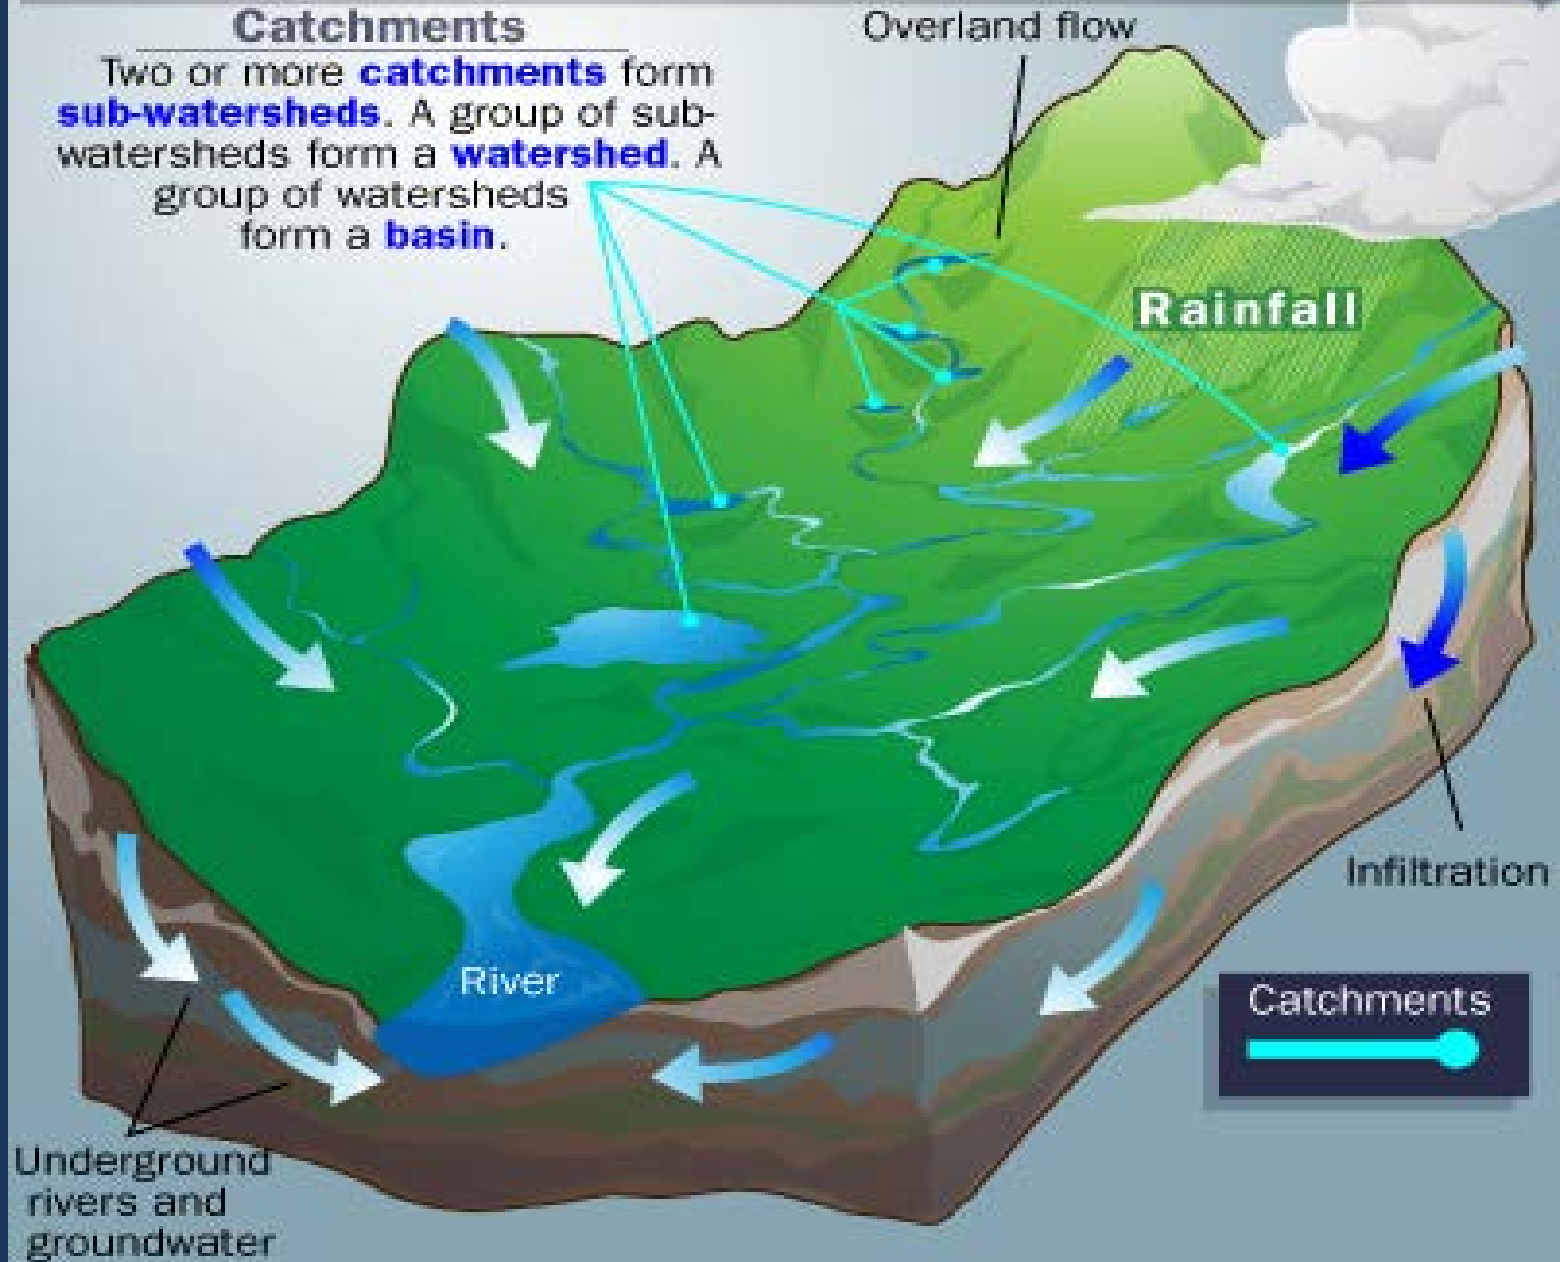 Catchments
Two or more catchments form
sub-watersheds. A group of sub-
watersheds form a watershed. A
group of watersheds
form a basin.
Overland flow
Rainfall
Infiltration
River
Catchments
Underground
rivers and
groundwater